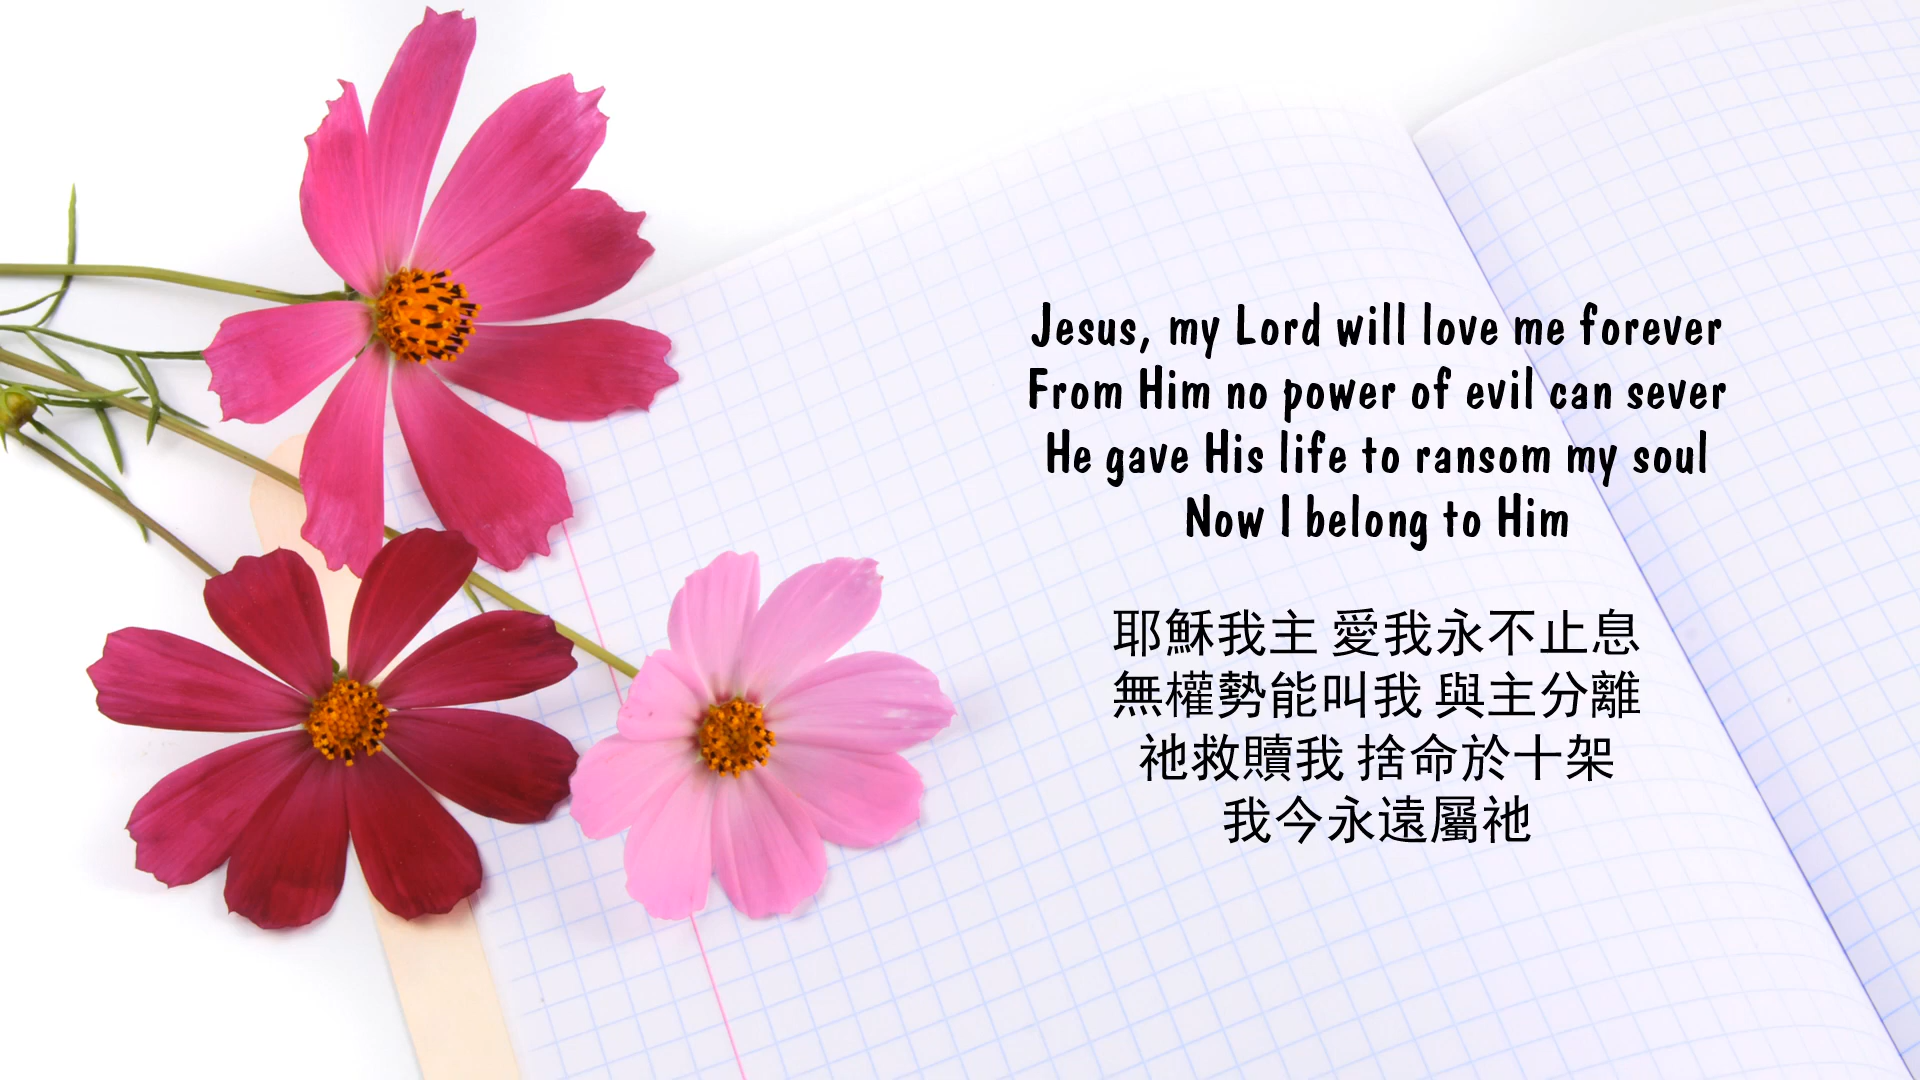 Jesus, my Lord will love me forever
From Him no power of evil can sever
He gave His life to ransom my soul
Now I belong to Him
耶穌我主 愛我永不止息
無權勢能叫我 與主分離
祂救贖我 捨命於十架
我今永遠屬祂